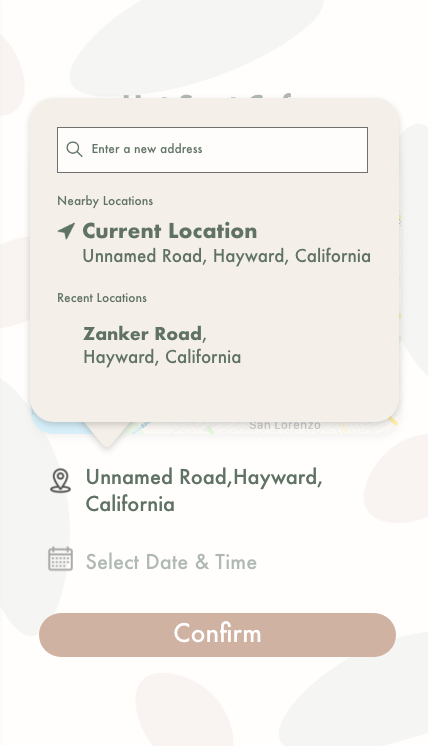 Enter a new address
Nearby Locations
Current Location
Unnamed Road, Hayward, California
Recent Locations
Zanker Road,
Hayward, California
San Lorenzo
Unnamed Road,Hayward,
California
Select Date & Time
Confirm